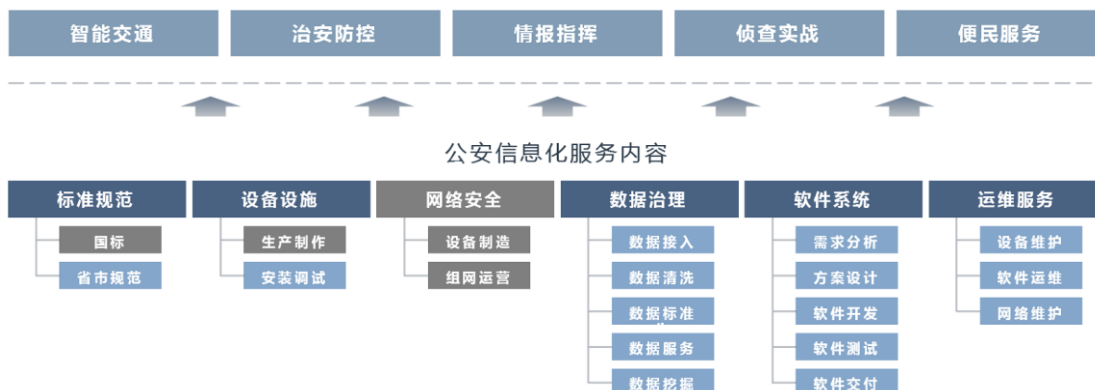 智能交通 治安防控 情报指挥 侦查实战 便民服务
公安信息化服务内容
标准规范 设备设施 网络安全 数据治理 软件系统 运维服务
国标 生产制作 设备制造 数据接入 需求分析 设备维护
省市规范 安装调试 组网运营 数据清洗 方案设计 软件运维
数据标准 软件开发 网络维护
数据服务 软件测试
数据挖掘 软件交付